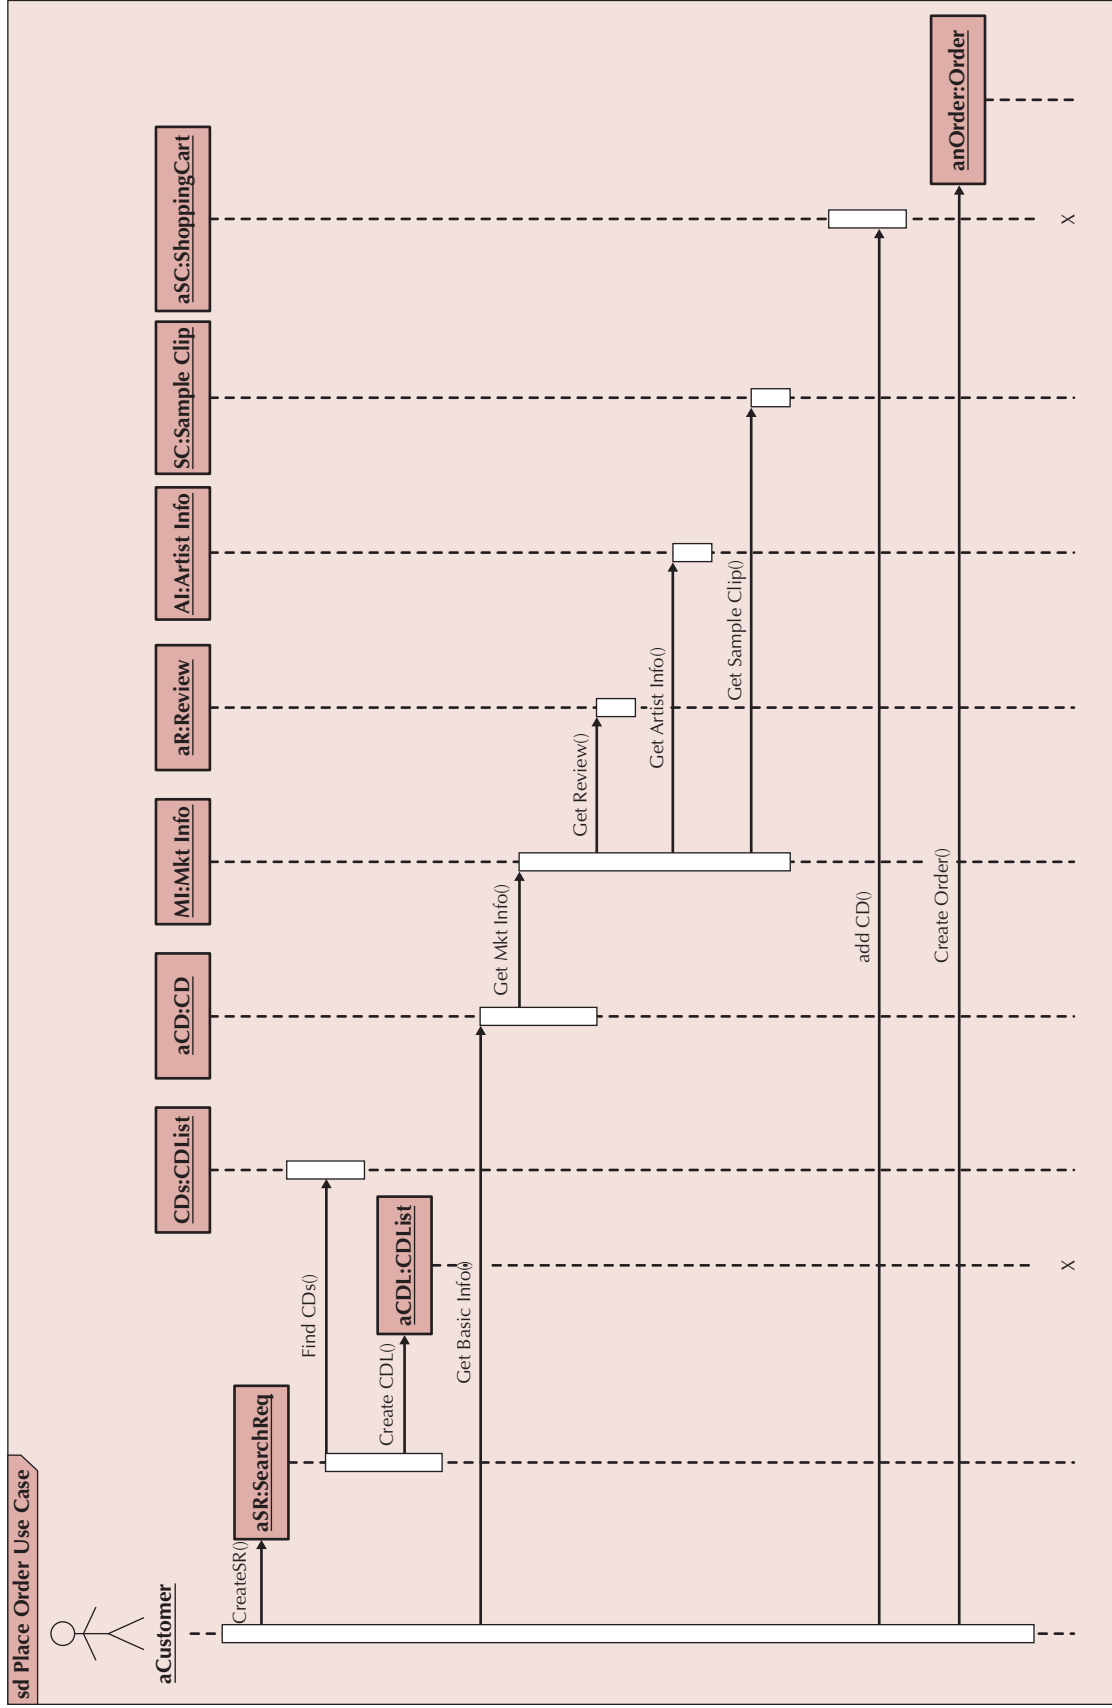 sd Place Order Use Case
aCustomer
aSR:SearchReq
aCDL:CDList
CDs:CDList
aCD:CD
MI:Mkt Info
aR:Review
AI:Artist Info
SC:Sample Clip
aSC:ShoppingCart
anOrder:Order
CreateSR()
Find CDs()
Create CDL()
Get Basic Info()
Get Mkt Info()
Get Review()
Get Artist Info()
Get Sample Clip()
add CD()
Create Order()
X
X